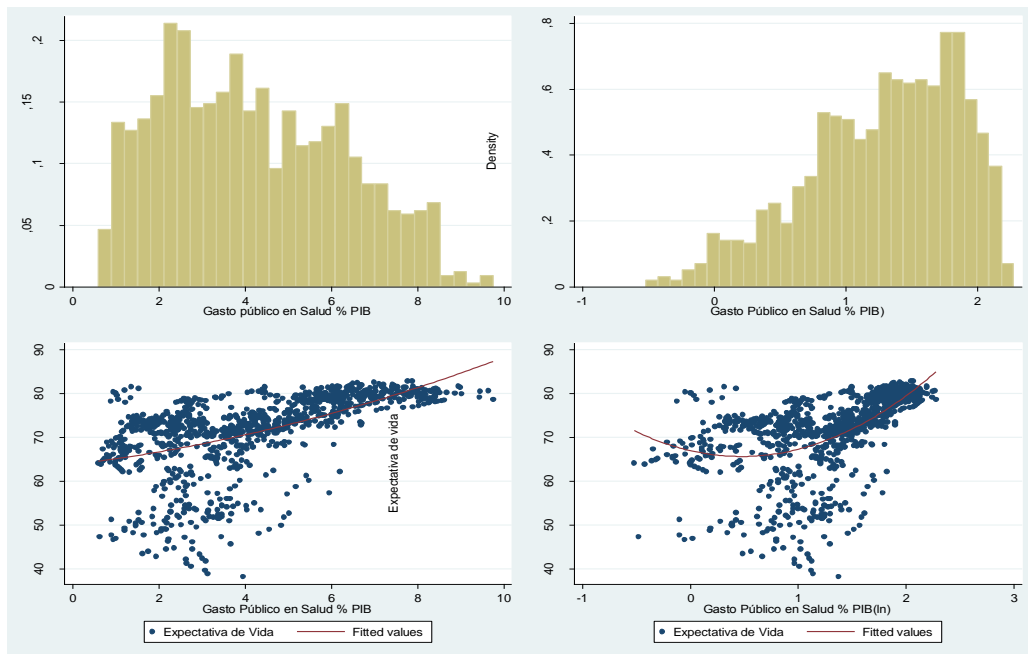 ,2
,15
,1
,05
0
0 2 4 6 8 10
Gasto público en Salud % PIB
Density
,8
,6
,4
,2
0
-1 0 1 2
Gasto Público en Salud % PIB)
90
80
70
60
50
40
0 2 4 6 8 10
Gasto Público en Salud % PIB
Expectativa de Vida Fitted values
Expectativa de vida
90
80
70
60
50
40
-1 0 1 2 3
Gasto Público en Salud % PIB(ln)
Expectativa de Vida Fitted values